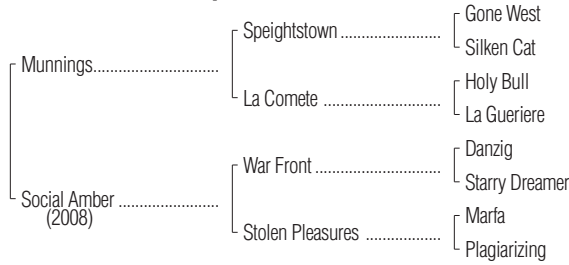 Gone West
Speightstown ........................
Silken Cat
Munnings..............................
Holy Bull
La Comete ............................
La Gueriere
Danzig
War Front ..............................
Starry Dreamer
Social Amber ........................
(2008)
Marfa
Stolen Pleasures ..................
Plagiarizing